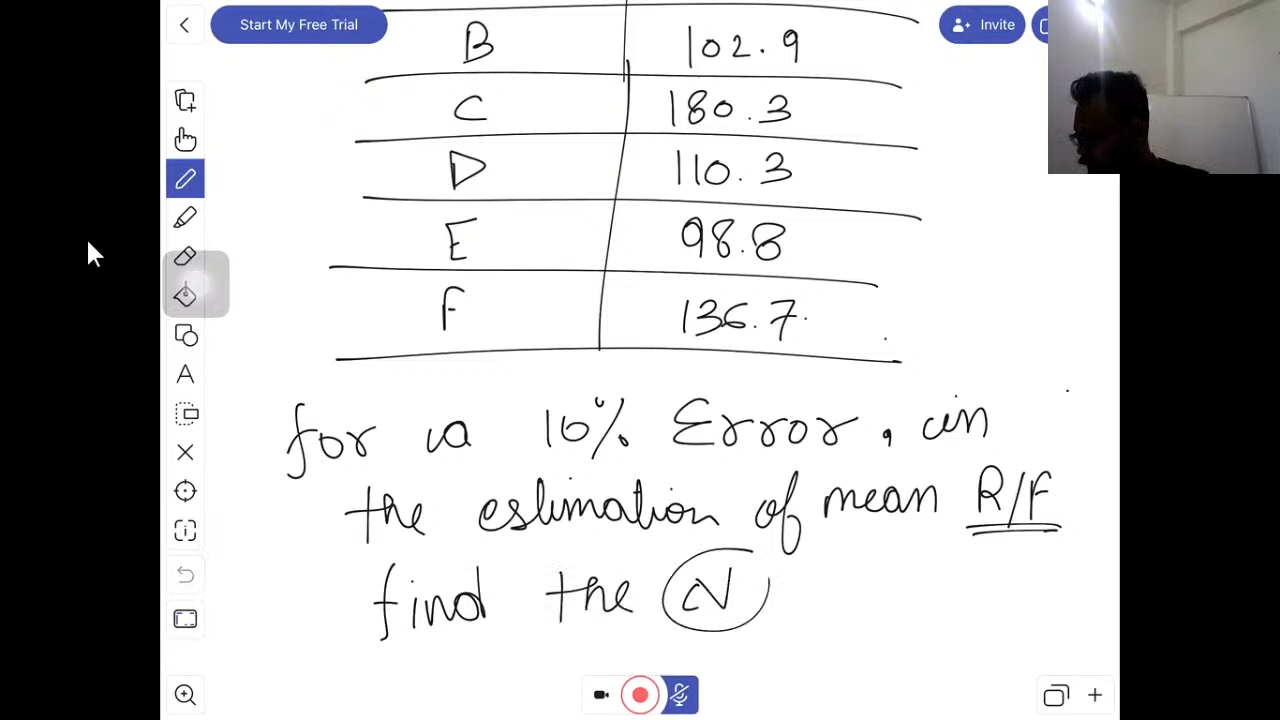 Start My Free Trial
Invite
B 102.9
C 180.3
D 110.3
E 98.8
F 136.7
for a 10% Error, in
the estimation of mean R/F
find the N
A